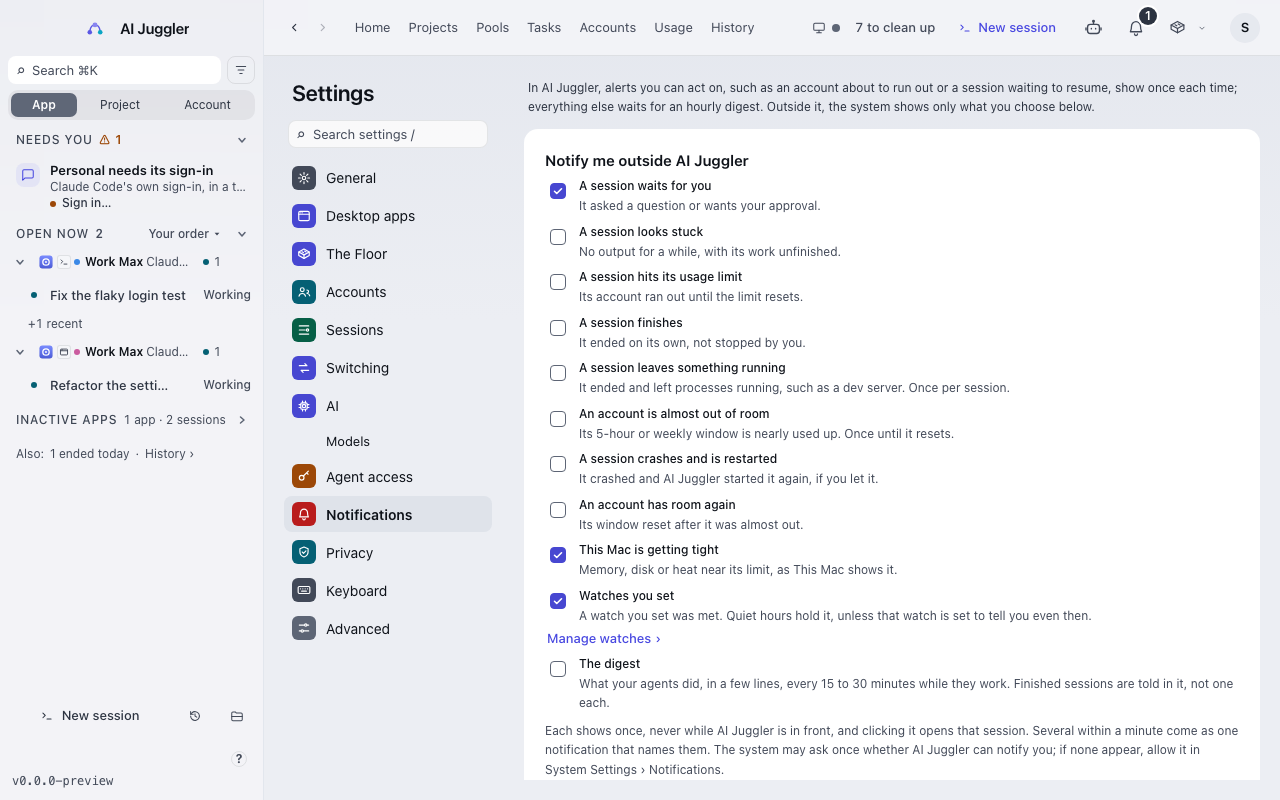 AI Juggler
Search ⌘K
App
Project
Account
NEEDS YOU 1
Personal needs its sign-in
Claude Code's own sign-in, in a t...
Sign in...
OPEN NOW 2
Your order
Work Max Claud... 1
Fix the flaky login test Working
+1 recent
Work Max Claud... 1
Refactor the setti... Working
INACTIVE APPS 1 app · 2 sessions
Also: 1 ended today · History ›
New session
?
v0.0.0-preview
Home
Projects
Pools
Tasks
Accounts
Usage
History
7 to clean up
New session
1
S
Settings
Search settings /
General
Desktop apps
The Floor
Accounts
Sessions
Switching
AI
Models
Agent access
Notifications
Privacy
Keyboard
Advanced
In AI Juggler, alerts you can act on, such as an account about to run out or a session waiting to resume, show once each time;
everything else waits for an hourly digest. Outside it, the system shows only what you choose below.
Notify me outside AI Juggler
A session waits for you
It asked a question or wants your approval.
A session looks stuck
No output for a while, with its work unfinished.
A session hits its usage limit
Its account ran out until the limit resets.
A session finishes
It ended on its own, not stopped by you.
A session leaves something running
It ended and left processes running, such as a dev server. Once per session.
An account is almost out of room
Its 5-hour or weekly window is nearly used up. Once until it resets.
A session crashes and is restarted
It crashed and AI Juggler started it again, if you let it.
An account has room again
Its window reset after it was almost out.
This Mac is getting tight
Memory, disk or heat near its limit, as This Mac shows it.
Watches you set
A watch you set was met. Quiet hours hold it, unless that watch is set to tell you even then.
Manage watches ›
The digest
What your agents did, in a few lines, every 15 to 30 minutes while they work. Finished sessions are told in it, not one
each.
Each shows once, never while AI Juggler is in front, and clicking it opens that session. Several within a minute come as one
notification that names them. The system may ask once whether AI Juggler can notify you; if none appear, allow it in
System Settings › Notifications.